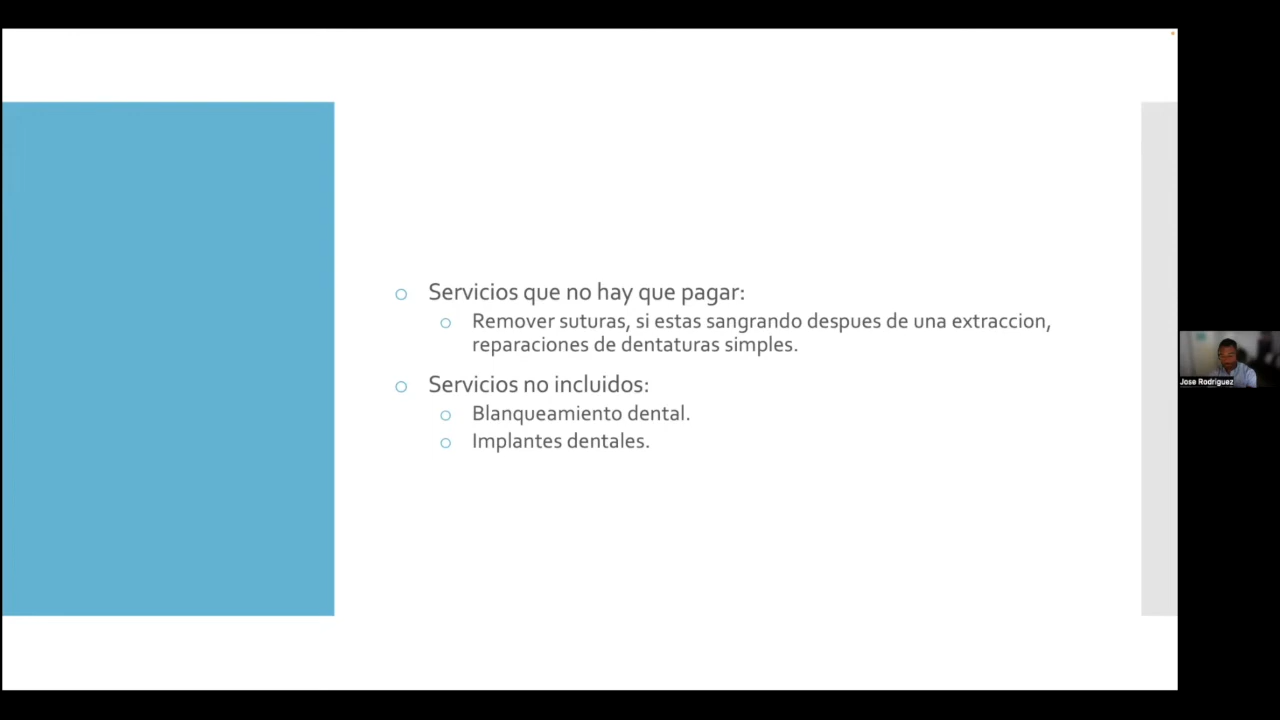 Servicios que no hay que pagar:
Remover suturas, si estas sangrando despues de una extraccion,
reparaciones de dentaturas simples.
Servicios no incluidos:
Blanqueamiento dental.
Implantes dentales.
Jose Rodriguez